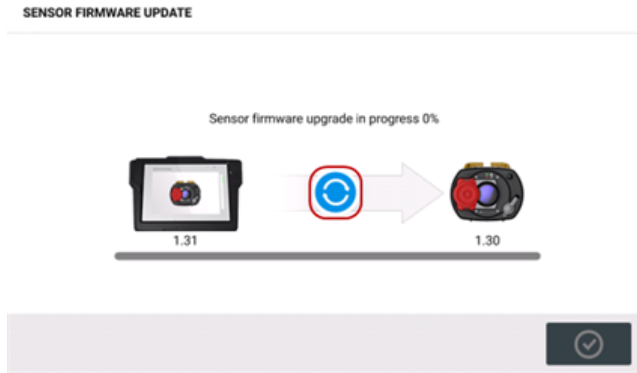 SENSOR FIRMWARE UPDATE
Sensor firmware upgrade in progress 0%
1.31 1.30